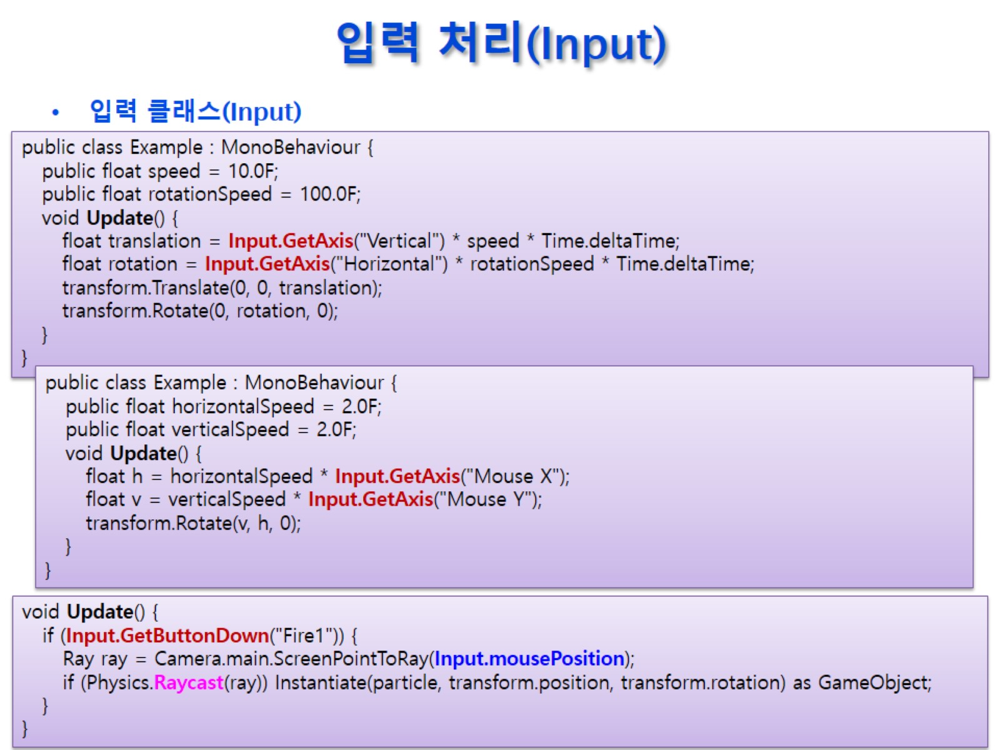 입력 처리(Input)
• 입력 클래스(Input)
public class Example : MonoBehaviour {
public float speed = 10.0F;
public float rotationSpeed = 100.0F;
void Update() {
float translation = Input.GetAxis("Vertical") * speed * Time.deltaTime;
float rotation = Input.GetAxis("Horizontal") * rotationSpeed * Time.deltaTime;
transform.Translate(0, 0, translation);
transform.Rotate(0, rotation, 0);
}
}
public class Example : MonoBehaviour {
public float horizontalSpeed = 2.0F;
public float verticalSpeed = 2.0F;
void Update() {
float h = horizontalSpeed * Input.GetAxis("Mouse X");
float v = verticalSpeed * Input.GetAxis("Mouse Y");
transform.Rotate(v, h, 0);
}
}
void Update() {
if (Input.GetButtonDown("Fire1")) {
Ray ray = Camera.main.ScreenPointToRay(Input.mousePosition);
if (Physics.Raycast(ray)) Instantiate(particle, transform.position, transform.rotation) as GameObject;
}
}